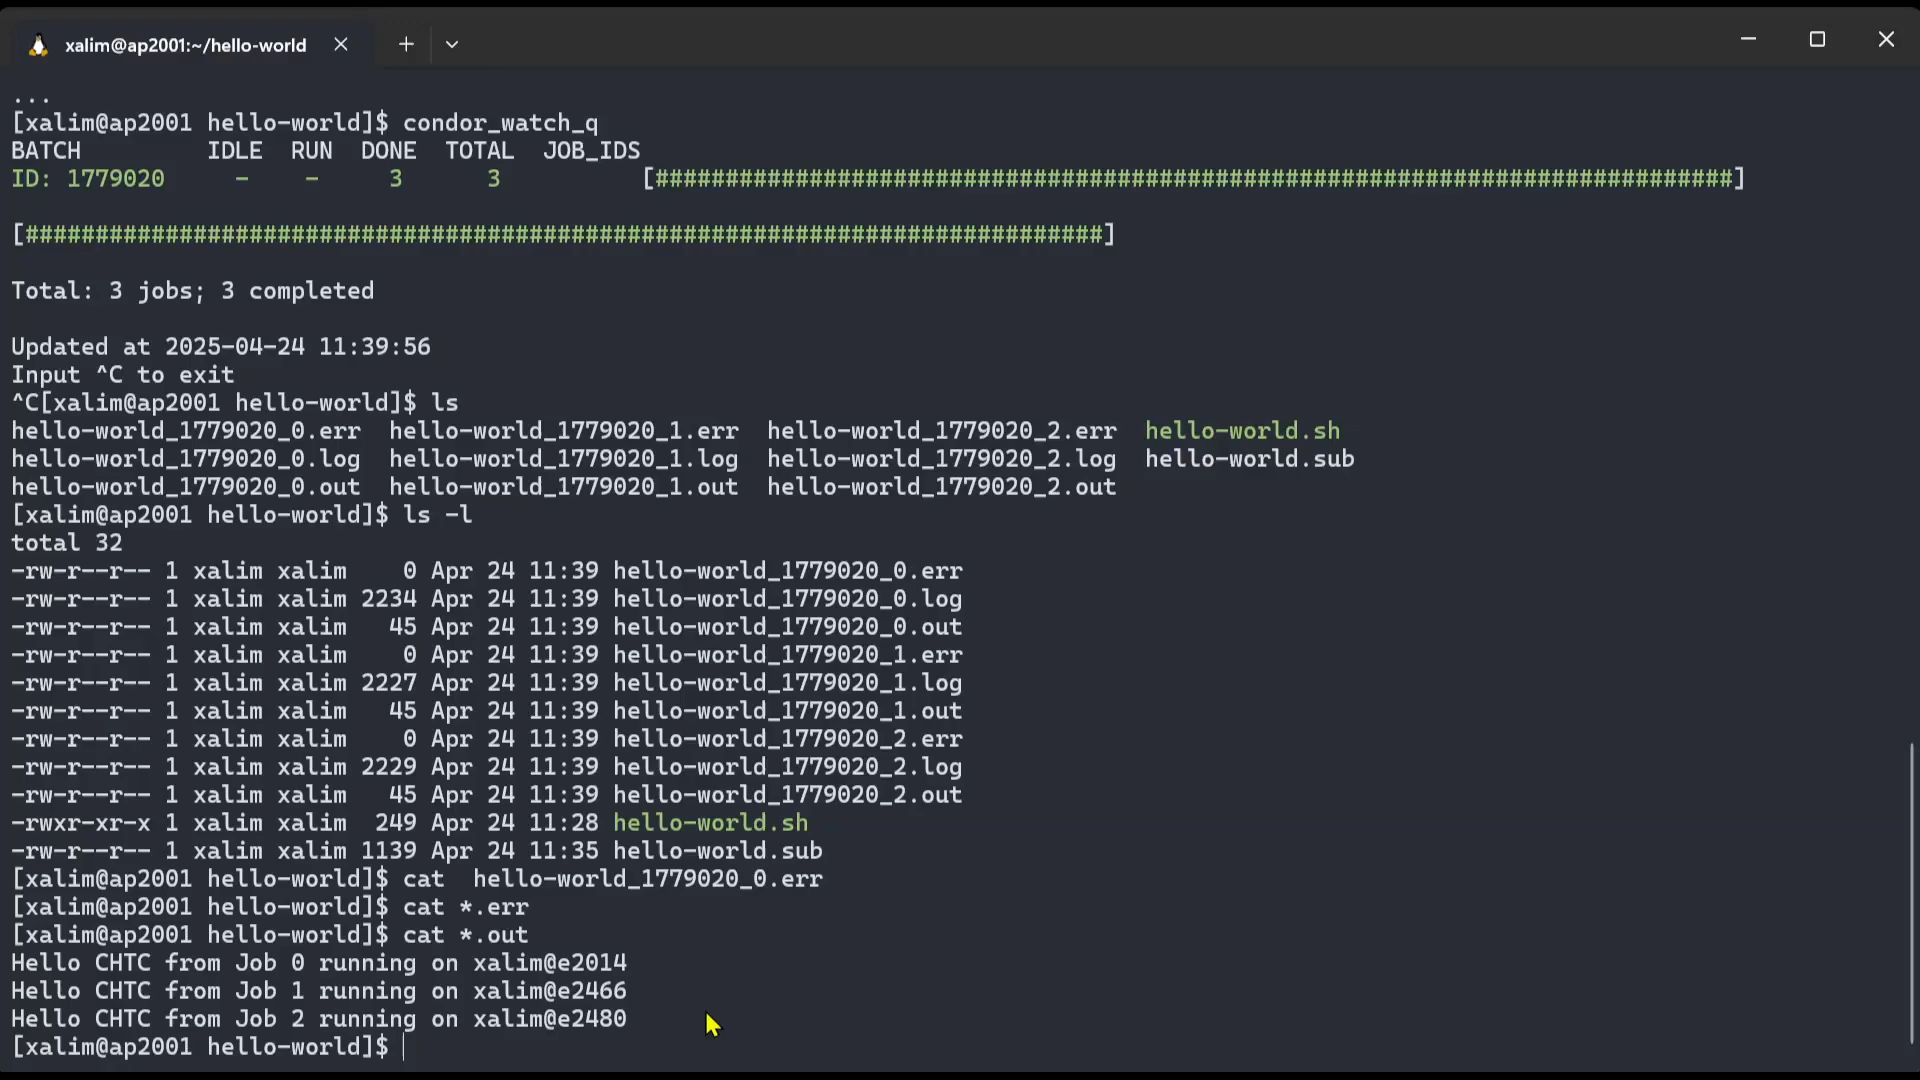 xalim@ap2001:~/hello-world
...
[xalim@ap2001 hello-world]$ condor_watch_q
BATCH         IDLE  RUN  DONE  TOTAL  JOB_IDS
ID: 1779020     -    -     3      3          [#############################################################################]
[#############################################################################]
Total: 3 jobs; 3 completed
Updated at 2025-04-24 11:39:56
Input ^C to exit
^C[xalim@ap2001 hello-world]$ ls
hello-world_1779020_0.err  hello-world_1779020_1.err  hello-world_1779020_2.err  hello-world.sh
hello-world_1779020_0.log  hello-world_1779020_1.log  hello-world_1779020_2.log  hello-world.sub
hello-world_1779020_0.out  hello-world_1779020_1.out  hello-world_1779020_2.out
[xalim@ap2001 hello-world]$ ls -l
total 32
-rw-r--r-- 1 xalim xalim    0 Apr 24 11:39 hello-world_1779020_0.err
-rw-r--r-- 1 xalim xalim 2234 Apr 24 11:39 hello-world_1779020_0.log
-rw-r--r-- 1 xalim xalim   45 Apr 24 11:39 hello-world_1779020_0.out
-rw-r--r-- 1 xalim xalim    0 Apr 24 11:39 hello-world_1779020_1.err
-rw-r--r-- 1 xalim xalim 2227 Apr 24 11:39 hello-world_1779020_1.log
-rw-r--r-- 1 xalim xalim   45 Apr 24 11:39 hello-world_1779020_1.out
-rw-r--r-- 1 xalim xalim    0 Apr 24 11:39 hello-world_1779020_2.err
-rw-r--r-- 1 xalim xalim 2229 Apr 24 11:39 hello-world_1779020_2.log
-rw-r--r-- 1 xalim xalim   45 Apr 24 11:39 hello-world_1779020_2.out
-rwxr-xr-x 1 xalim xalim  249 Apr 24 11:28 hello-world.sh
-rw-r--r-- 1 xalim xalim 1139 Apr 24 11:35 hello-world.sub
[xalim@ap2001 hello-world]$ cat  hello-world_1779020_0.err
[xalim@ap2001 hello-world]$ cat *.err
[xalim@ap2001 hello-world]$ cat *.out
Hello CHTC from Job 0 running on xalim@e2014
Hello CHTC from Job 1 running on xalim@e2466
Hello CHTC from Job 2 running on xalim@e2480
[xalim@ap2001 hello-world]$